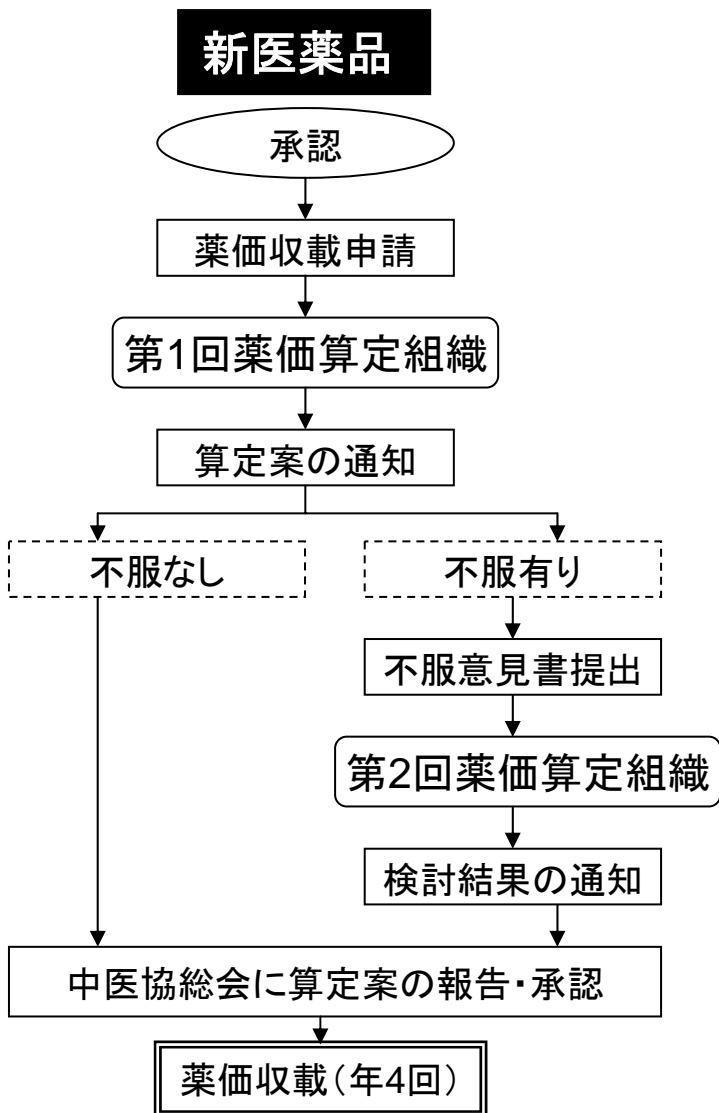 新医薬品
承認
薬価収載申請
第1回薬価算定組織
算定案の通知
不服なし
不服有り
不服意見書提出
第2回薬価算定組織
検討結果の通知
中医協総会に算定案の報告・承認
薬価収載(年4回)